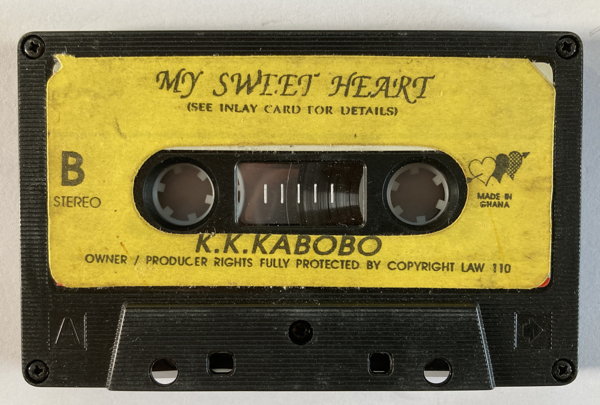 MY SWEET HEART
(SEE INLAY CARD FOR DETAILS)
B
STEREO
MADE IN
GHANA
K.K.KABOBO
OWNER / PRODUCER RIGHTS FULLY PROTECTED BY COPYRIGHT LAW 110
A